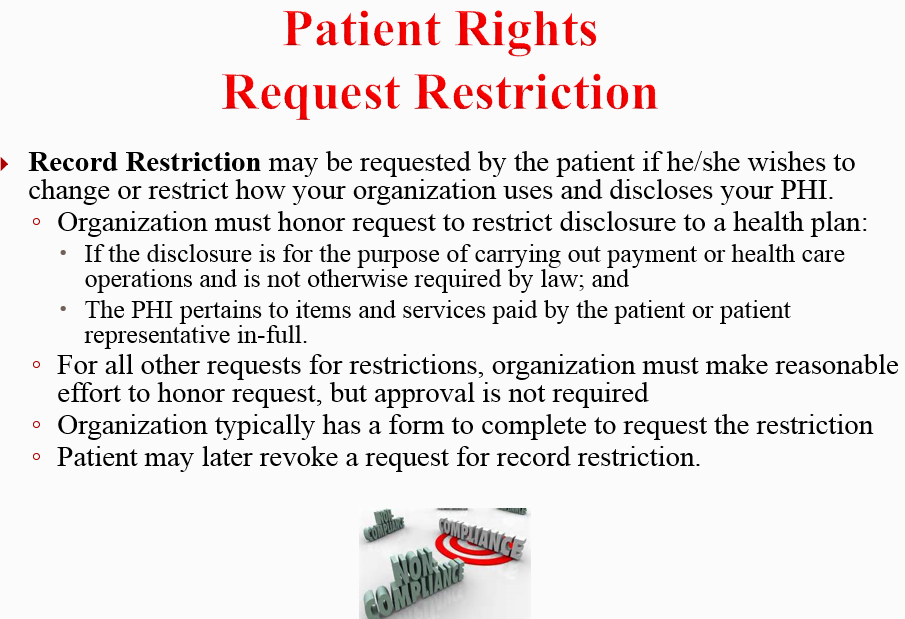 Patient Rights
Request Restriction
Record Restriction may be requested by the patient if he/she wishes to
change or restrict how your organization uses and discloses your PHI.
Organization must honor request to restrict disclosure to a health plan:
If the disclosure is for the purpose of carrying out payment or health care
operations and is not otherwise required by law; and
The PHI pertains to items and services paid by the patient or patient
representative in-full.
For all other requests for restrictions, organization must make reasonable
effort to honor request, but approval is not required
Organization typically has a form to complete to request the restriction
Patient may later revoke a request for record restriction.
NON-
COMPLIANCE
COMPLIANCE
NON-
COMPLIANCE